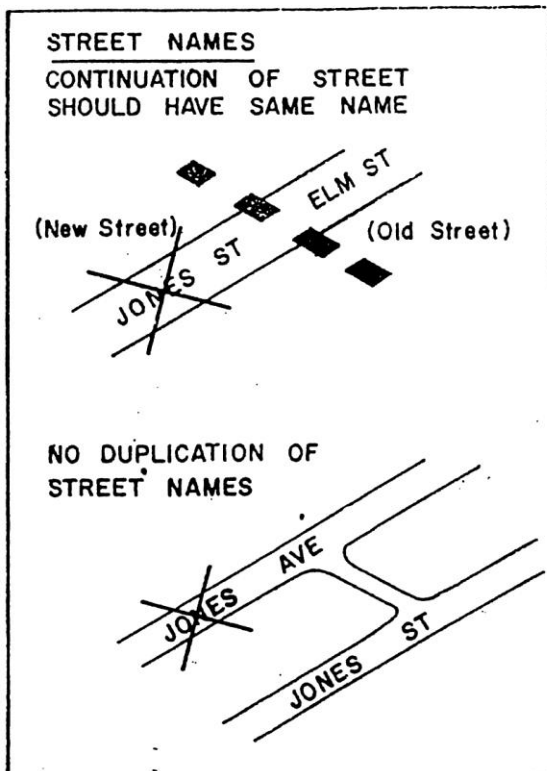 STREET NAMES
CONTINUATION OF STREET
SHOULD HAVE SAME NAME
ELM ST
(New Street)
(Old Street)
JONES ST
NO DUPLICATION OF
STREET NAMES
JONES AVE
JONES ST